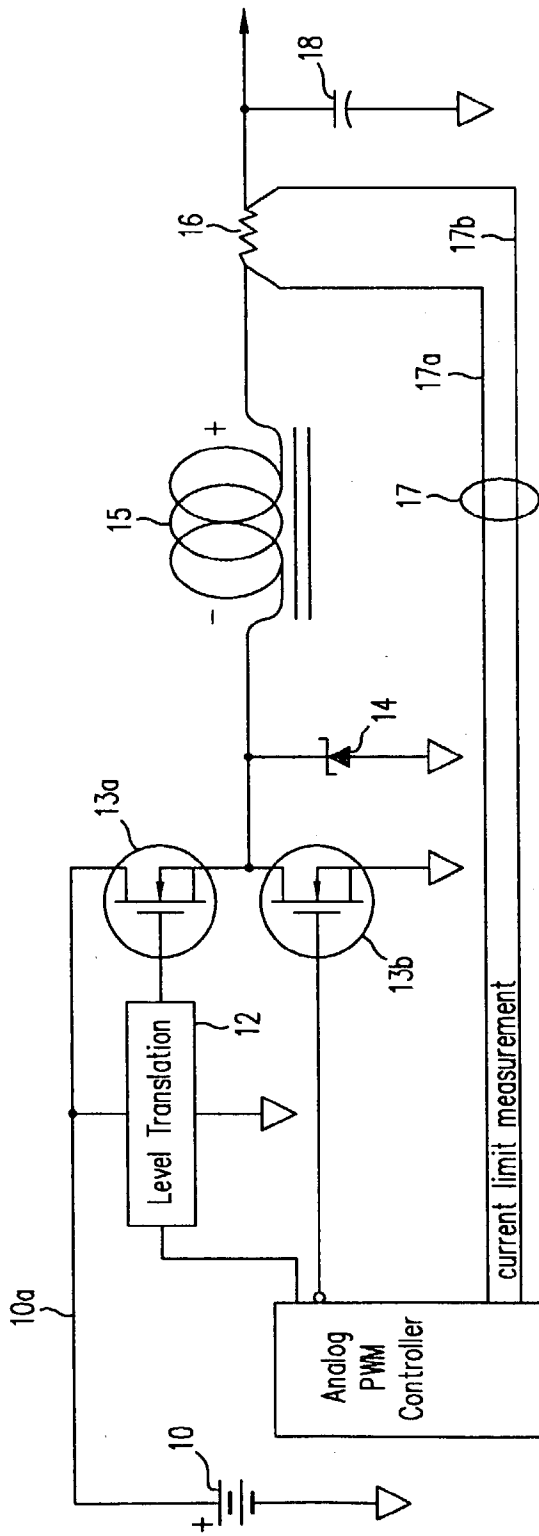 10a
13a
15
16
18
10
+
Level Translation
12
-
+
14
13b
Analog
PWM
Controller
17a
17b
17
current limit measurement